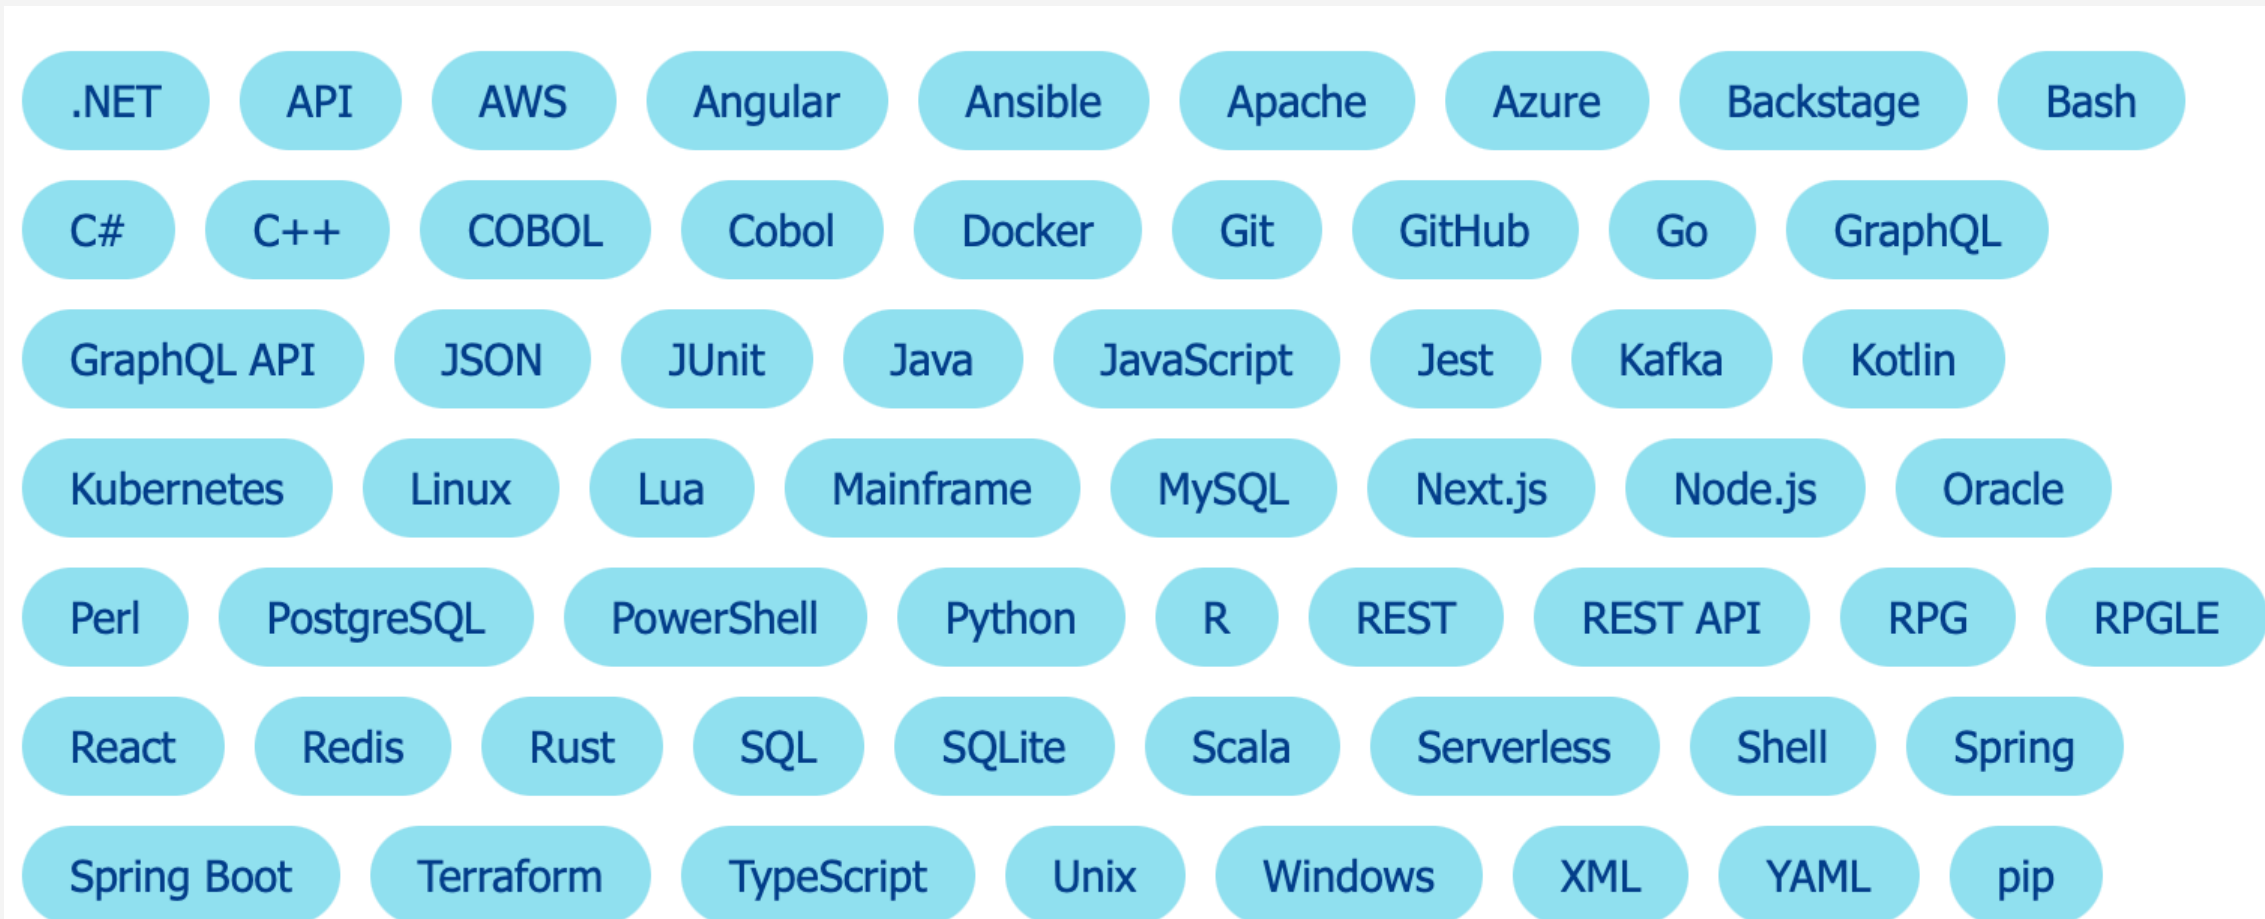 .NET API AWS Angular Ansible Apache Azure Backstage Bash
C# C++ COBOL Cobol Docker Git GitHub Go GraphQL
GraphQL API JSON JUnit Java JavaScript Jest Kafka Kotlin
Kubernetes Linux Lua Mainframe MySQL Next.js Node.js Oracle
Perl PostgreSQL PowerShell Python R REST REST API RPG RPGLE
React Redis Rust SQL SQLite Scala Serverless Shell Spring
Spring Boot Terraform TypeScript Unix Windows XML YAML pip